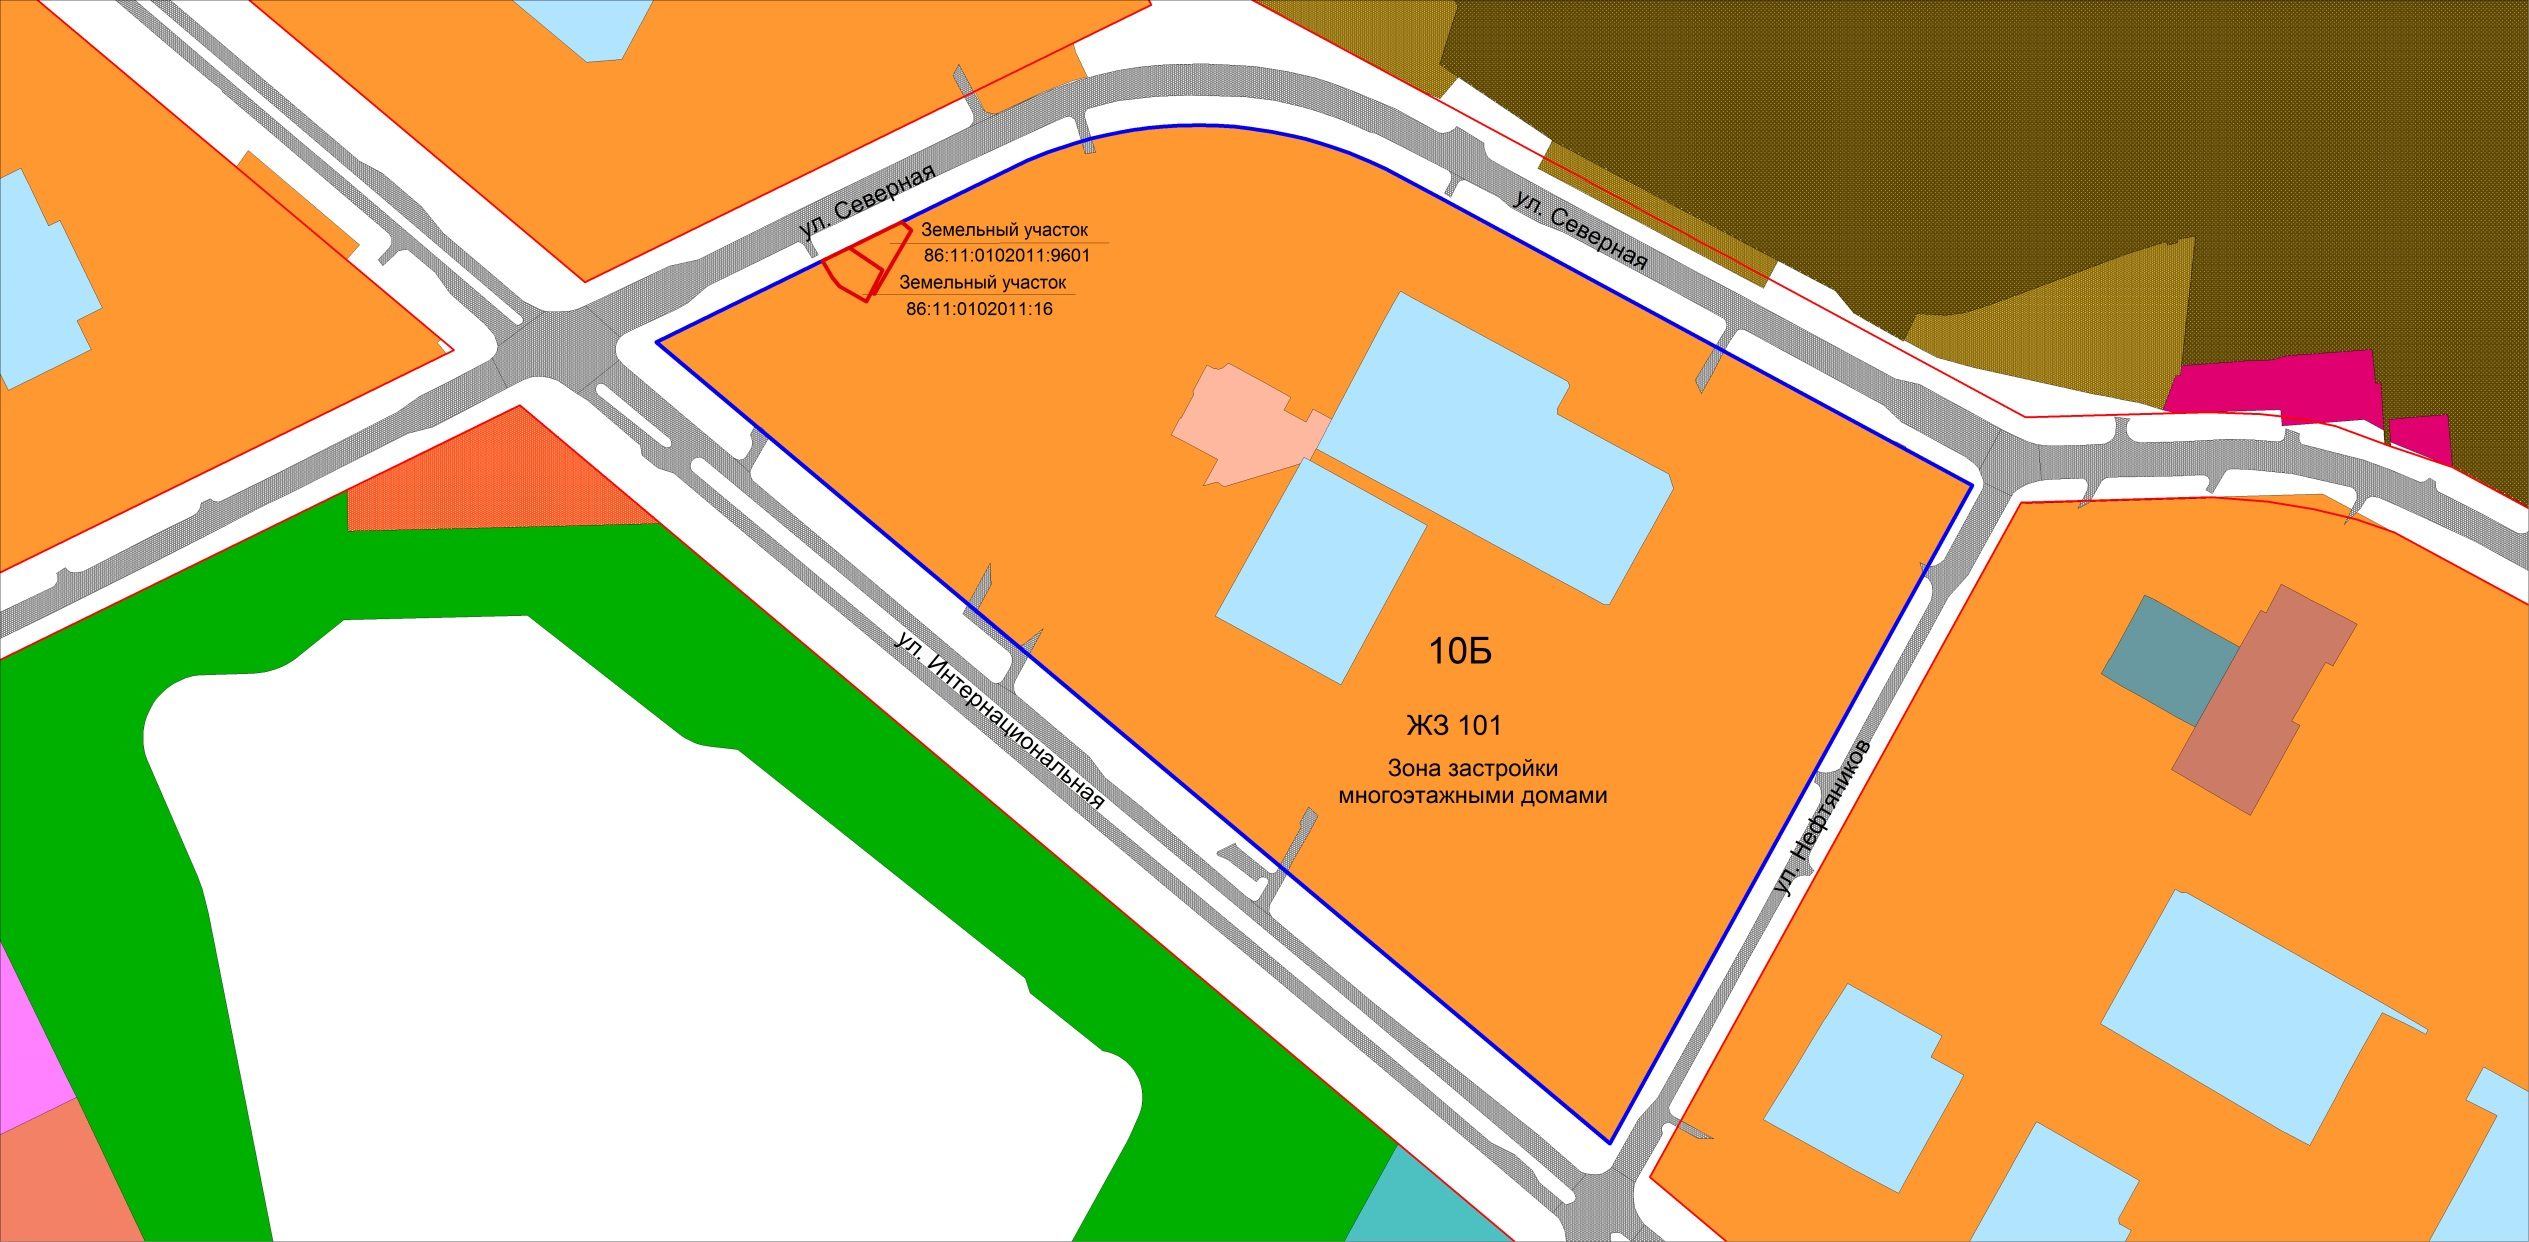 ул. Северная
ул. Северная
Земельный участок
86:11:0102011:9601
Земельный участок
86:11:0102011:16
10Б
ЖЗ 101
Зона застройки
многоэтажными домами
ул. Интернациональная
ул. Нефтяников